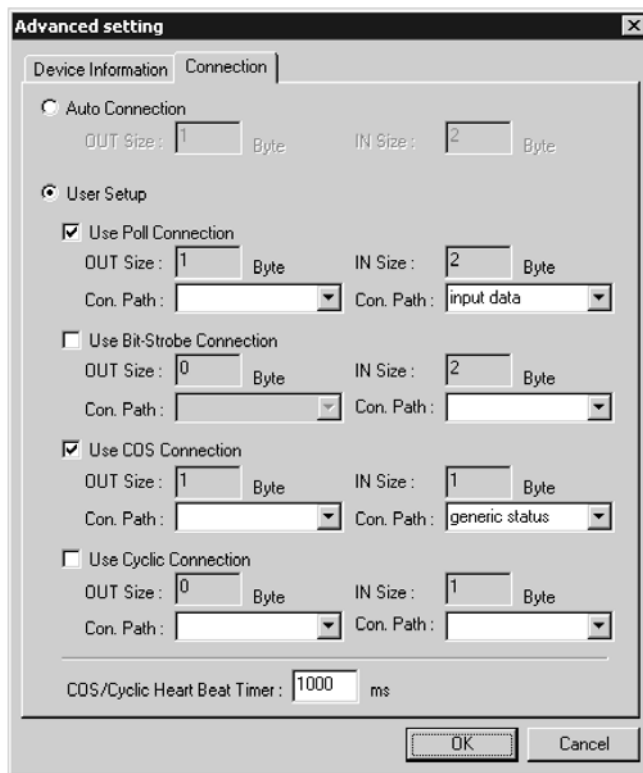 Advanced setting
Device Information Connection
Auto Connection
OUT Size : 1 Byte IN Size : 2 Byte
User Setup
Use Poll Connection
OUT Size : 1 Byte IN Size : 2 Byte
Con. Path : Con. Path : input data
Use Bit-Strobe Connection
OUT Size : 0 Byte IN Size : 2 Byte
Con. Path : Con. Path :
Use COS Connection
OUT Size : 1 Byte IN Size : 1 Byte
Con. Path : Con. Path : generic status
Use Cyclic Connection
OUT Size : 0 Byte IN Size : 1 Byte
Con. Path : Con. Path :
COS/Cyclic Heart Beat Timer : 1000 ms
OK Cancel